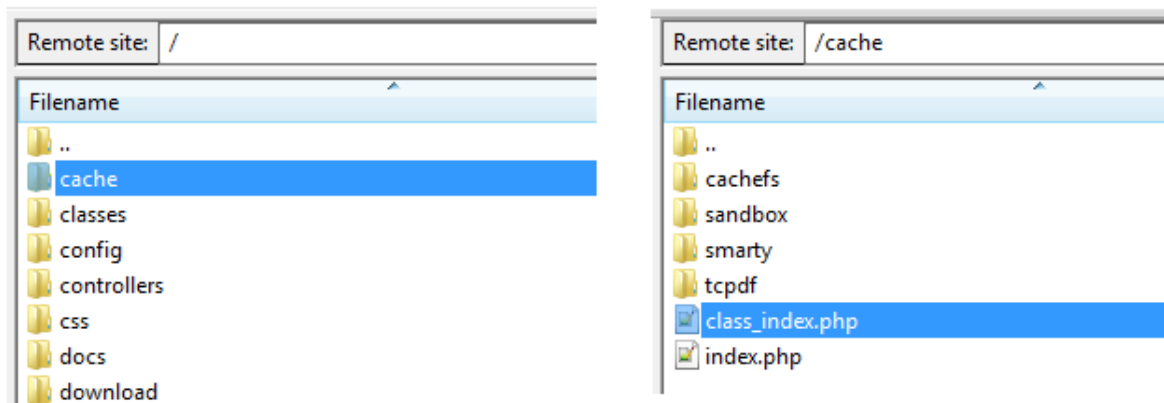 Remote site: /
Filename
..
cache
classes
config
controllers
css
docs
download
Remote site: /cache
Filename
..
cachefs
sandbox
smarty
tcpdf
class_index.php
index.php